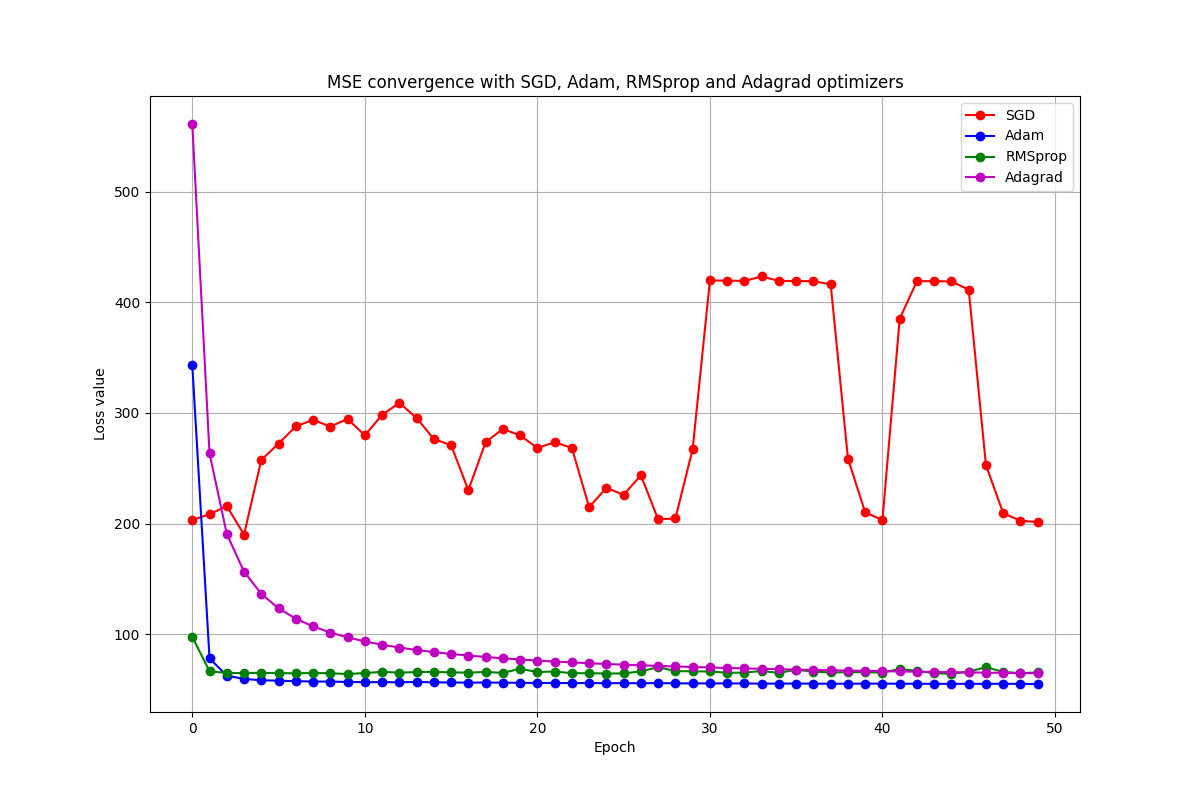 MSE convergence with SGD, Adam, RMSprop and Adagrad optimizers
SGD
Adam
RMSprop
Adagrad
500
400
300
200
100
Loss value
0
10
20
30
40
50
Epoch